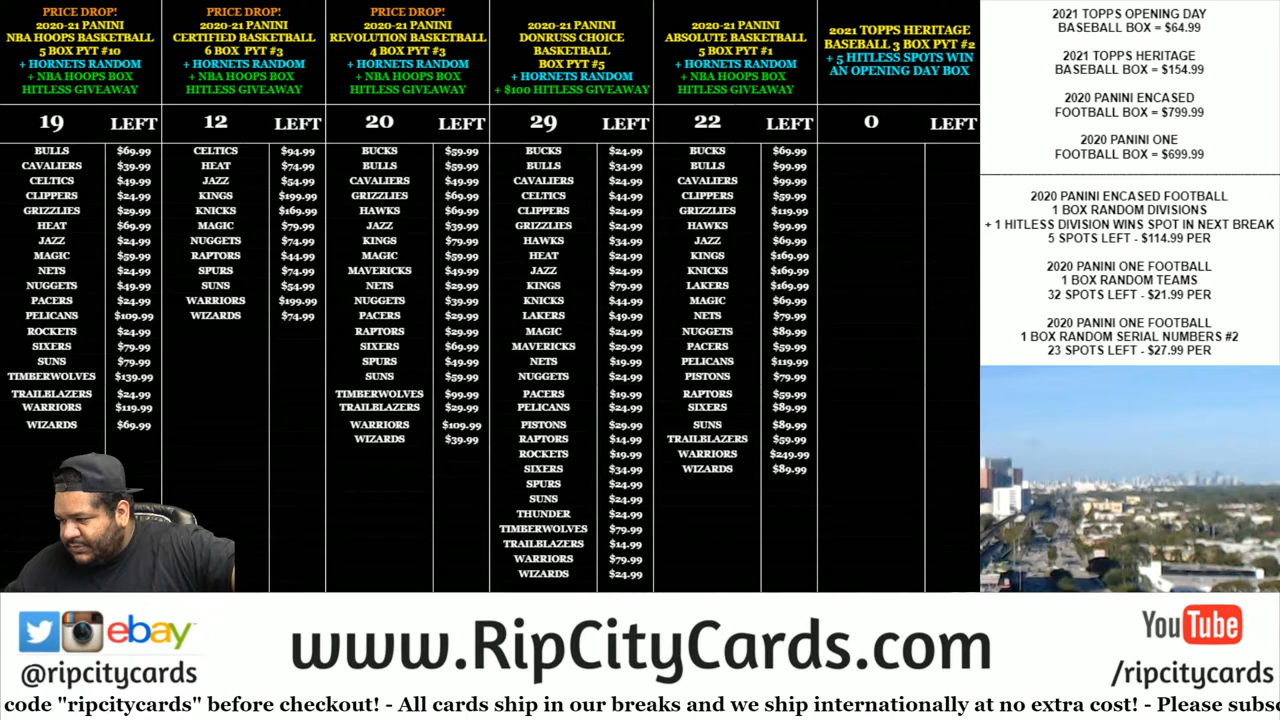 PRICE DROP!
2020-21 PANINI
NBA HOOPS BASKETBALL
5 BOX PYT #10
+ HORNETS RANDOM
+ NBA HOOPS BOX
HITLESS GIVEAWAY
19 LEFT
BULLS $69.99
CAVALIERS $39.99
CELTICS $49.99
CLIPPERS $24.99
GRIZZLIES $29.99
HEAT $69.99
JAZZ $24.99
MAGIC $59.99
NETS $24.99
NUGGETS $49.99
PACERS $24.99
PELICANS $109.99
ROCKETS $24.99
SIXERS $79.99
SUNS $79.99
TIMBERWOLVES $139.99
TRAILBLAZERS $24.99
WARRIORS $119.99
WIZARDS $69.99
PRICE DROP!
2020-21 PANINI
CERTIFIED BASKETBALL
6 BOX PYT #3
+ HORNETS RANDOM
+ NBA HOOPS BOX
HITLESS GIVEAWAY
12 LEFT
CELTICS $94.99
HEAT $74.99
JAZZ $54.99
KINGS $199.99
KNICKS $169.99
MAGIC $79.99
NUGGETS $74.99
RAPTORS $44.99
SPURS $74.99
SUNS $54.99
WARRIORS $199.99
WIZARDS $74.99
PRICE DROP!
2020-21 PANINI
REVOLUTION BASKETBALL
4 BOX PYT #3
+ HORNETS RANDOM
+ NBA HOOPS BOX
HITLESS GIVEAWAY
20 LEFT
BUCKS $59.99
BULLS $59.99
CAVALIERS $49.99
GRIZZLIES $69.99
HAWKS $69.99
JAZZ $39.99
KINGS $79.99
MAGIC $59.99
MAVERICKS $49.99
NETS $29.99
NUGGETS $39.99
PACERS $29.99
RAPTORS $29.99
SIXERS $69.99
SPURS $49.99
SUNS $59.99
TIMBERWOLVES $99.99
TRAILBLAZERS $29.99
WARRIORS $109.99
WIZARDS $39.99
2020-21 PANINI
DONRUSS CHOICE
BASKETBALL
BOX PYT #5
+ HORNETS RANDOM
+ $100 HITLESS GIVEAWAY
29 LEFT
BUCKS $24.99
BULLS $34.99
CAVALIERS $24.99
CELTICS $44.99
CLIPPERS $24.99
GRIZZLIES $24.99
HAWKS $34.99
HEAT $24.99
JAZZ $24.99
KINGS $79.99
KNICKS $44.99
LAKERS $49.99
MAGIC $24.99
MAVERICKS $29.99
NETS $19.99
NUGGETS $24.99
PACERS $19.99
PELICANS $24.99
PISTONS $29.99
RAPTORS $14.99
ROCKETS $19.99
SIXERS $34.99
SPURS $24.99
SUNS $24.99
THUNDER $24.99
TIMBERWOLVES $79.99
TRAILBLAZERS $14.99
WARRIORS $79.99
WIZARDS $24.99
2020-21 PANINI
ABSOLUTE BASKETBALL
5 BOX PYT #1
+ HORNETS RANDOM
+ NBA HOOPS BOX
HITLESS GIVEAWAY
22 LEFT
BUCKS $69.99
BULLS $99.99
CAVALIERS $99.99
CLIPPERS $59.99
GRIZZLIES $119.99
HAWKS $99.99
JAZZ $69.99
KINGS $169.99
KNICKS $169.99
LAKERS $169.99
MAGIC $69.99
NETS $79.99
NUGGETS $89.99
PACERS $59.99
PELICANS $119.99
PISTONS $79.99
RAPTORS $59.99
SIXERS $89.99
SUNS $89.99
TRAILBLAZERS $59.99
WARRIORS $249.99
WIZARDS $89.99
2021 TOPPS HERITAGE
BASEBALL 3 BOX PYT #2
+ 5 HITLESS SPOTS WIN
AN OPENING DAY BOX
0 LEFT
2021 TOPPS OPENING DAY
BASEBALL BOX = $64.99
2021 TOPPS HERITAGE
BASEBALL BOX = $154.99
2020 PANINI ENCASED
FOOTBALL BOX = $799.99
2020 PANINI ONE
FOOTBALL BOX = $699.99
2020 PANINI ENCASED FOOTBALL
1 BOX RANDOM DIVISIONS
+ 1 HITLESS DIVISION WINS SPOT IN NEXT BREAK
5 SPOTS LEFT - $114.99 PER
2020 PANINI ONE FOOTBALL
1 BOX RANDOM TEAMS
32 SPOTS LEFT - $21.99 PER
2020 PANINI ONE FOOTBALL
1 BOX RANDOM SERIAL NUMBERS #2
23 SPOTS LEFT - $27.99 PER
ebay
@ripcitycards
www.RipCityCards.com
YouTube
/ripcitycards
code "ripcitycards" before checkout! - All cards ship in our breaks and we ship internationally at no extra cost! - Please subsc